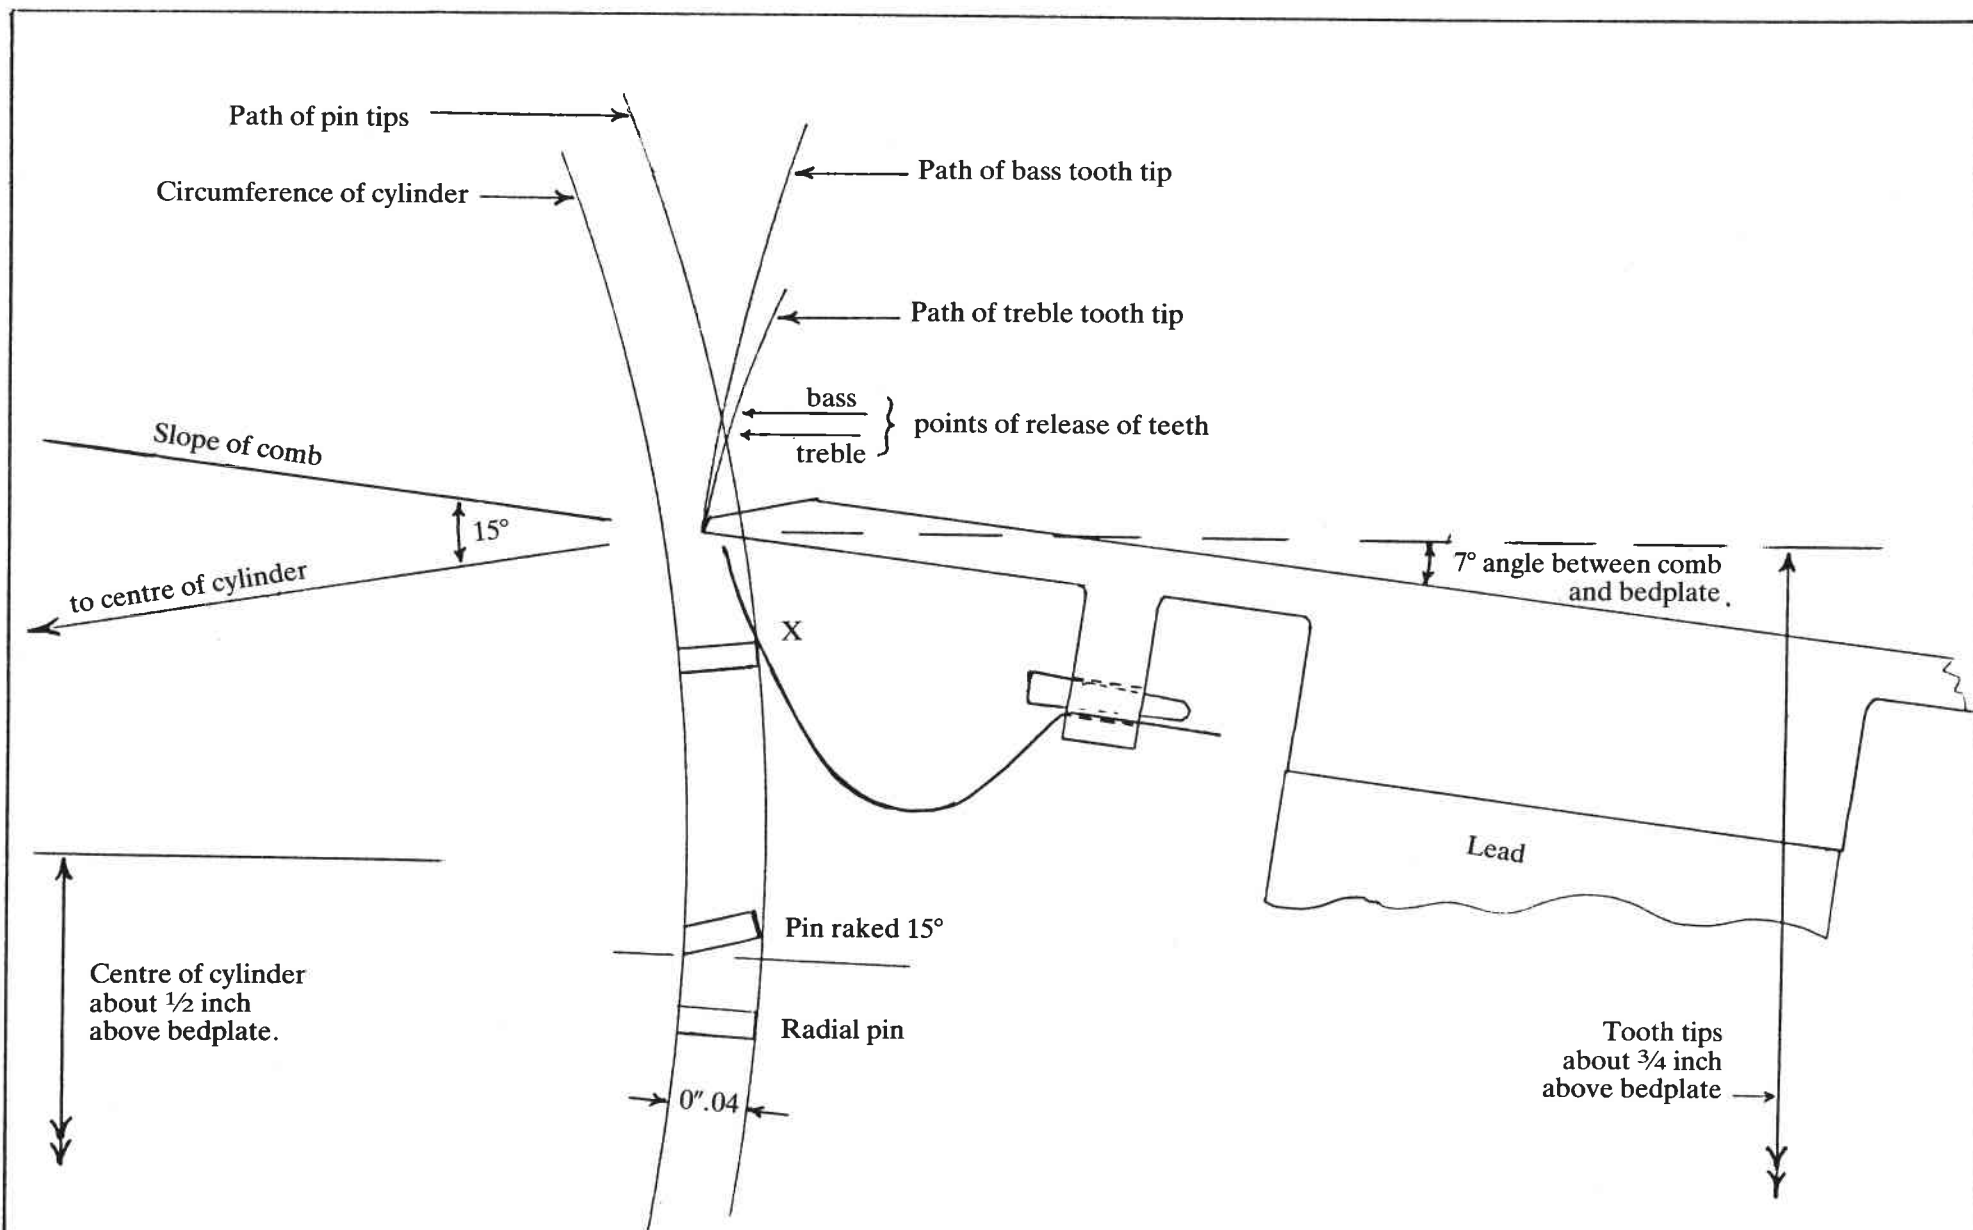 Path of pin tips
Circumference of cylinder
Path of bass tooth tip
Path of treble tooth tip
bass
treble
points of release of teeth
Slope of comb
15°
to centre of cylinder
7° angle between comb
and bedplate.
X
Lead
Pin raked 15°
Centre of cylinder
about ½ inch
above bedplate.
Radial pin
Tooth tips
about ¾ inch
above bedplate
0″.04